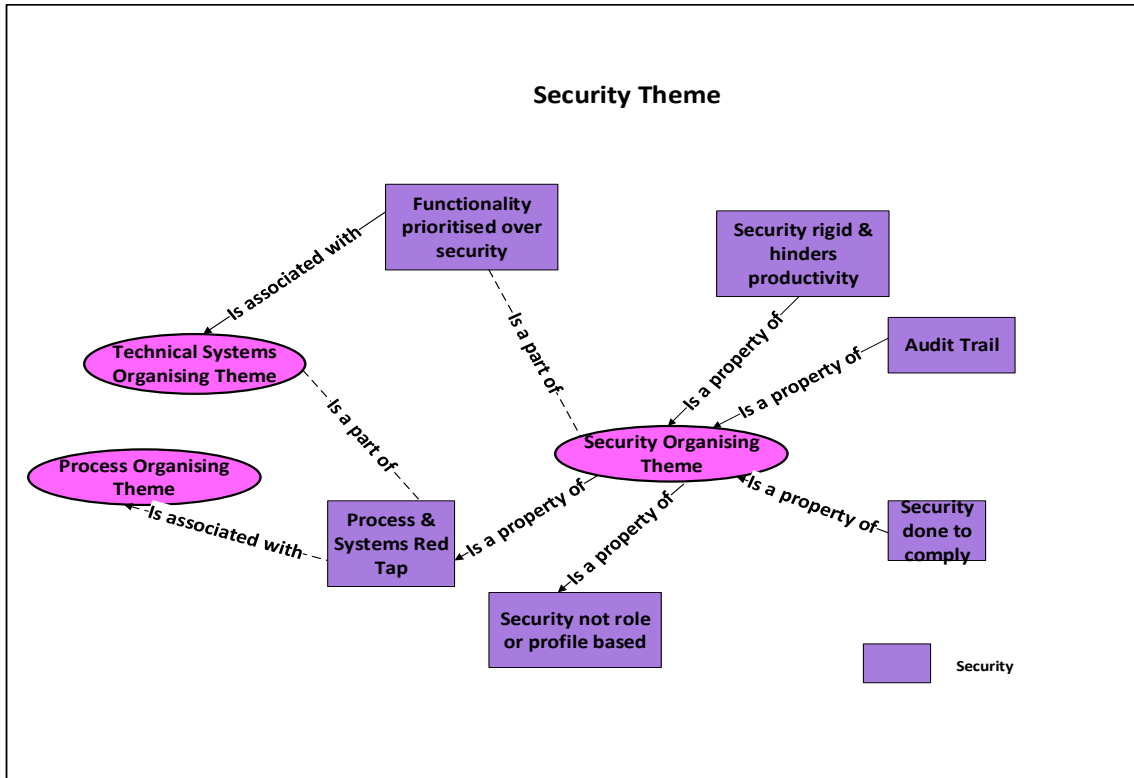 Security Theme
Functionality
prioritised over
security
Security rigid &
hinders
productivity
Is associated with
Is a part of
Is a property of
Audit Trail
Technical Systems
Organising Theme
Is a property of
Is a part of
Security Organising
Theme
Process Organising
Theme
Is a property of
Security
done to
comply
Is associated with
Process &
Systems Red
Tap
Is a property of
Is a property of
Security not role
or profile based
Security